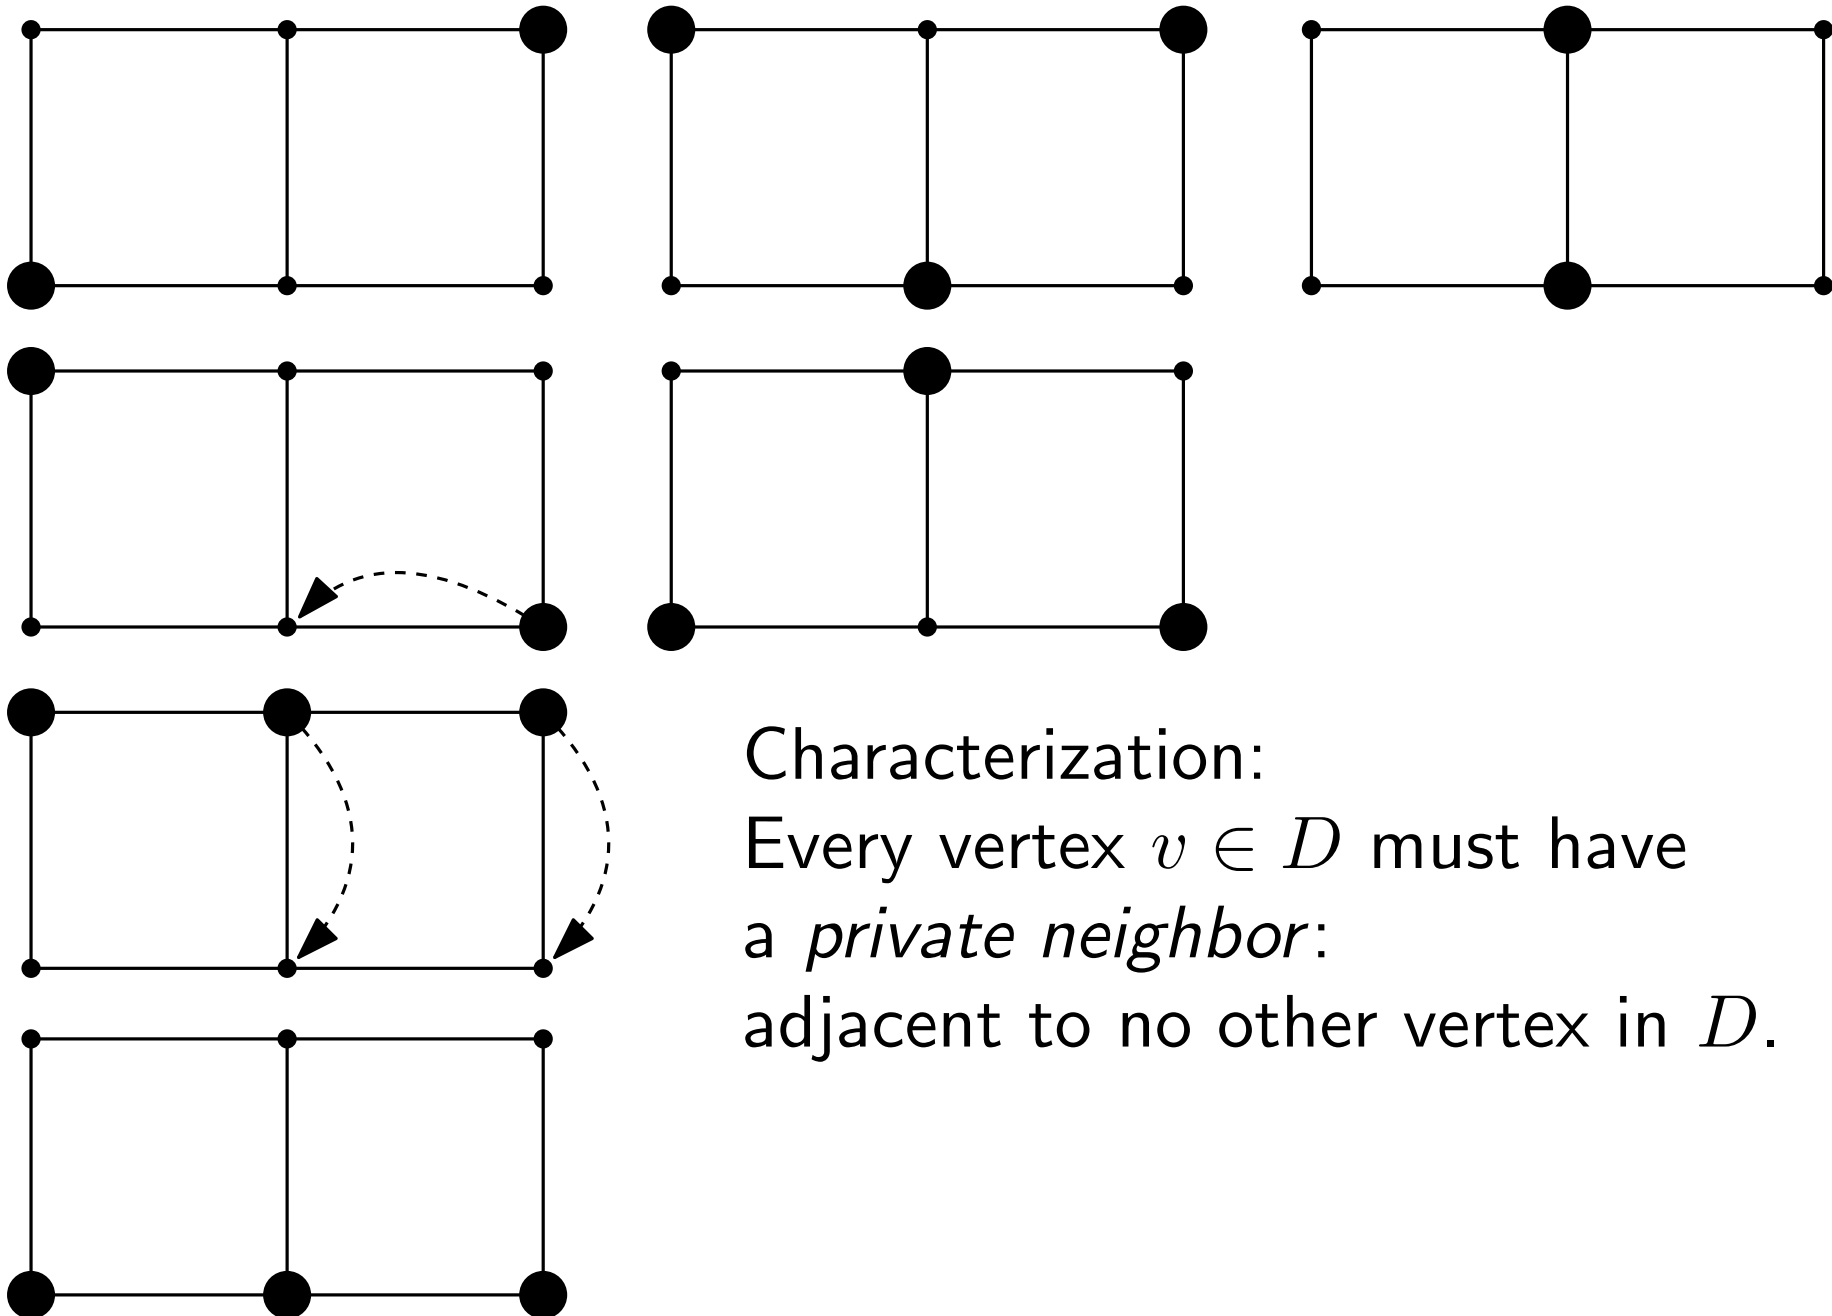 Characterization:
Every vertex v ∈ D must have
a private neighbor:
adjacent to no other vertex in D.